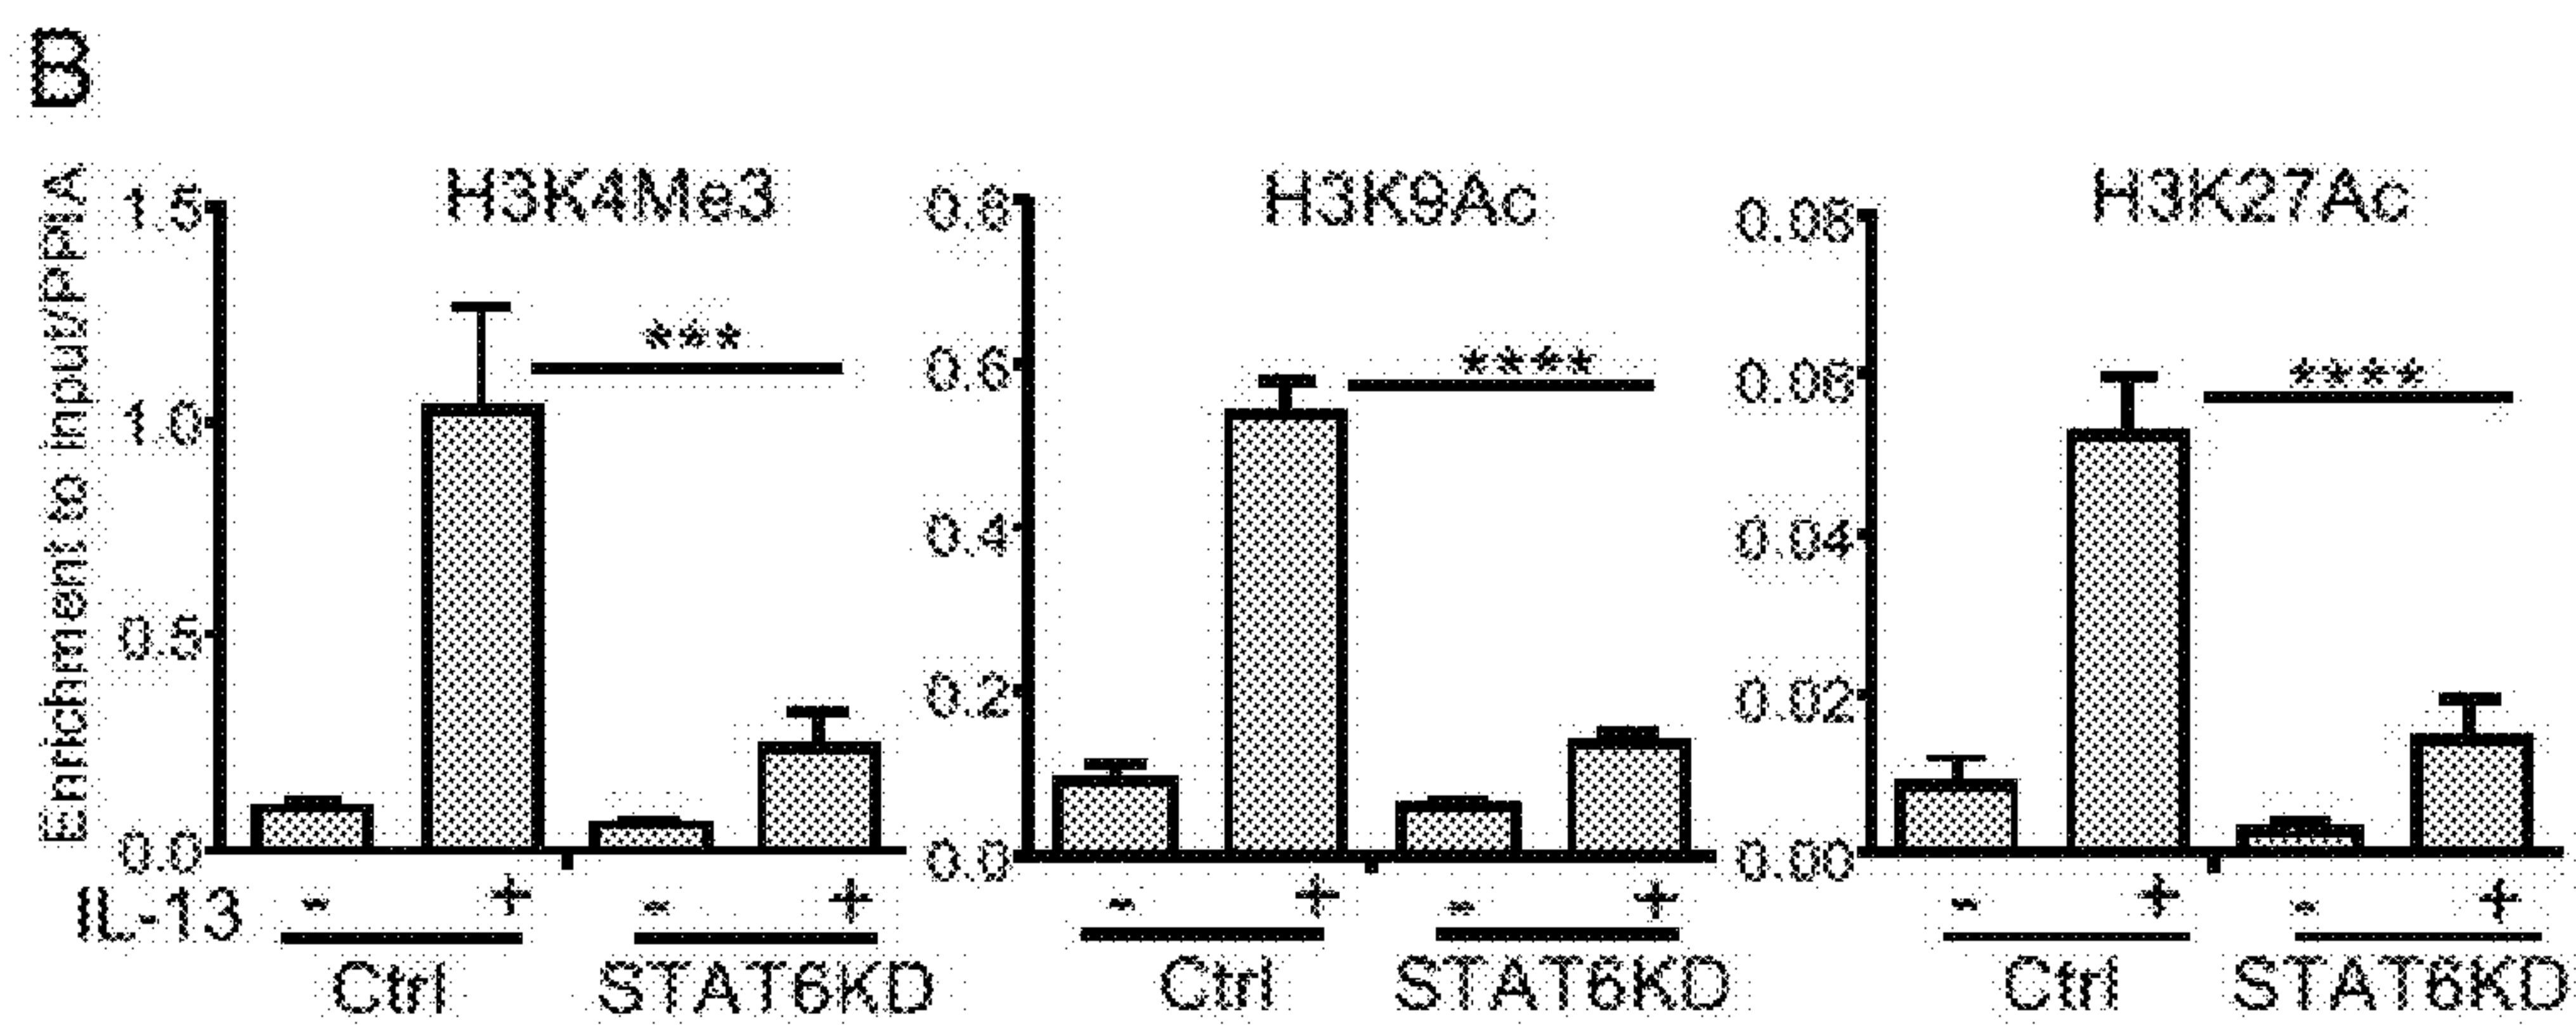 B
Enrichment to input/PPIA
H3K4Me3
1.5
***
1.0
0.5
0.0
IL-13 - + - +
Ctrl STAT6KD
H3K9Ac
0.8
****
0.6
0.4
0.2
0.0
- + - +
Ctrl STAT6KD
H3K27Ac
0.08
****
0.06
0.04
0.02
0.00
- + - +
Ctrl STAT6KD